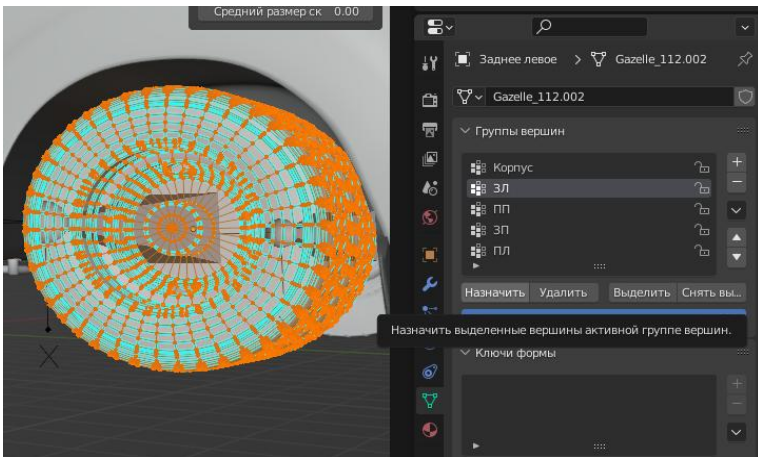 Средний размер ск 0.00
Заднее левое > Gazelle_112.002
Gazelle_112.002
Группы вершин
Корпус
ЗЛ
ПП
ЗП
ПЛ
Назначить Удалить Выделить Снять вы...
Назначить выделенные вершины активной группе вершин.
Ключи формы